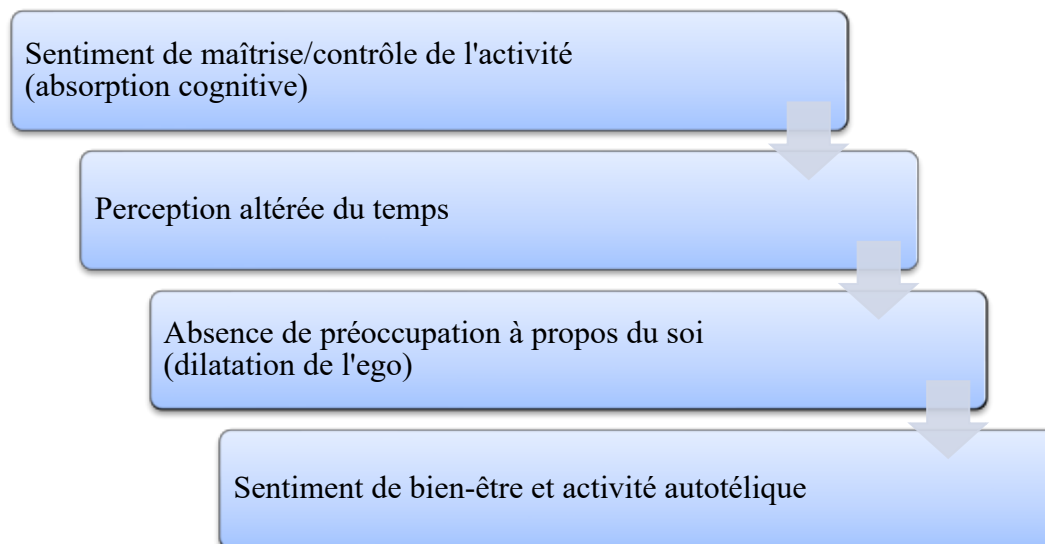 Sentiment de maîtrise/contrôle de l'activité
(absorption cognitive)
Perception altérée du temps
Absence de préoccupation à propos du soi
(dilatation de l'ego)
Sentiment de bien-être et activité autotélique